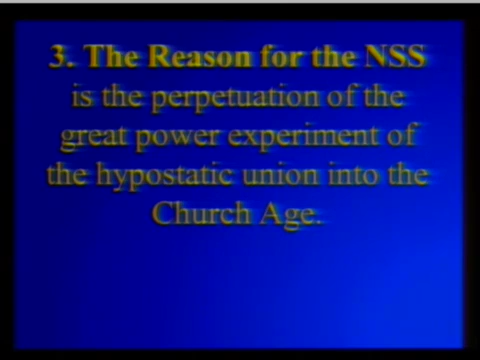 3. The Reason for the NSS
is the perpetuation of the
great power experiment of
the hypostatic union into the
Church Age.